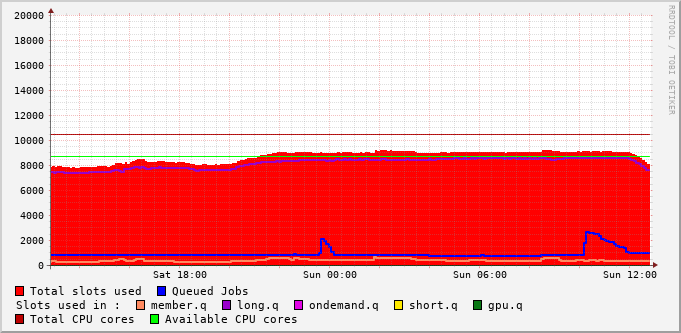 20000
18000
16000
14000
12000
10000
8000
6000
4000
2000
0
Sat 18:00 Sun 00:00 Sun 06:00 Sun 12:00
RRDTOOL / TOBI OETIKER
Total slots used Queued Jobs
Slots used in : member.q long.q ondemand.q short.q gpu.q
Total CPU cores Available CPU cores